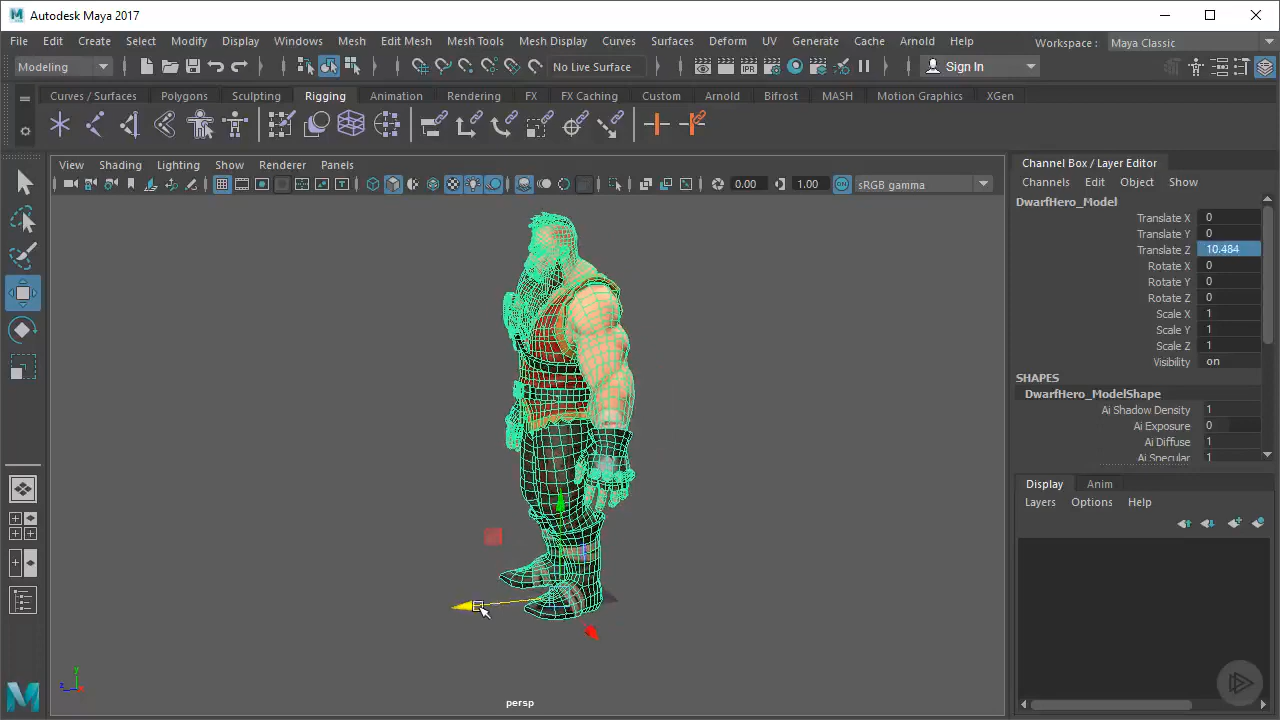 Autodesk Maya 2017
File Edit Create Select Modify Display Windows Mesh Edit Mesh Mesh Tools Mesh Display Curves Surfaces Deform UV Generate Cache Arnold Help Workspace : Maya Classic
Modeling No Live Surface IPR Sign In
Curves / Surfaces Polygons Sculpting Rigging Animation Rendering FX FX Caching Custom Arnold Bifrost MASH Motion Graphics XGen
View Shading Lighting Show Renderer Panels
0.00 1.00 ON sRGB gamma
persp
y
z
Channel Box / Layer Editor
Channels Edit Object Show
DwarfHero_Model
Translate X 0
Translate Y 0
Translate Z 10.484
Rotate X 0
Rotate Y 0
Rotate Z 0
Scale X 1
Scale Y 1
Scale Z 1
Visibility on
SHAPES
DwarfHero_ModelShape
Ai Shadow Density 1
Ai Exposure 0
Ai Diffuse 1
Ai Specular 1
Display Anim
Layers Options Help